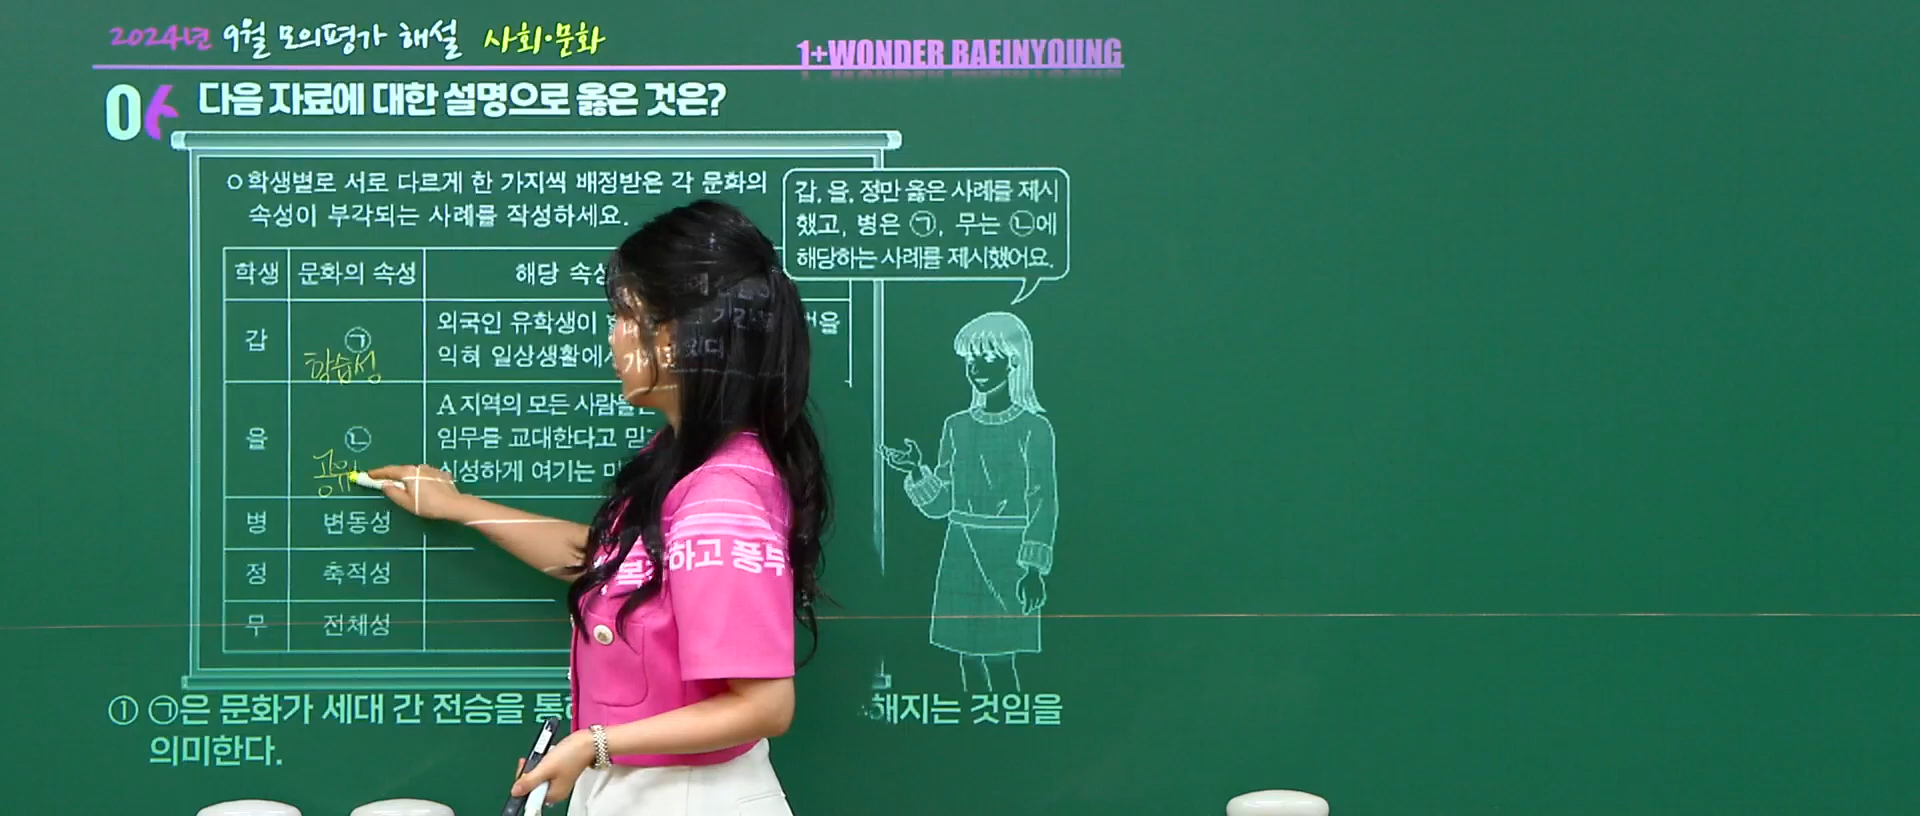 2024년 9월 모의평가 해설 사회·문화
1+WONDER BAEINYOUNG
06 다음 자료에 대한 설명으로 옳은 것은?
○ 학생별로 서로 다르게 한 가지씩 배정받은 각 문화의
속성이 부각되는 사례를 작성하세요.
갑, 을, 정만 옳은 사례를 제시
했고, 병은 ㉠, 무는 ㉡에
해당하는 사례를 제시했어요.
학생 문화의 속성 해당 속성
갑 ㉠ 학습성 외국인 유학생이
익혀 일상생활에서
을 ㉡ 공유 A 지역의 모든 사람들은
임무를 교대한다고 믿
신성하게 여기는
병 변동성
정 축적성
무 전체성
하고 풍부
① ㉠은 문화가 세대 간 전승을 통해 해지는 것임을
의미한다.